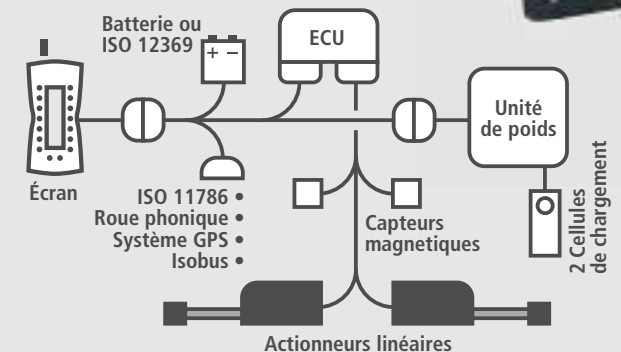 Batterie ou
ISO 12369
+ −
ECU
Unité
de poids
Écran
ISO 11786 •
Roue phonique •
Système GPS •
Isobus •
Capteurs
magnetiques
2 Cellules
de chargement
Actionneurs linéaires